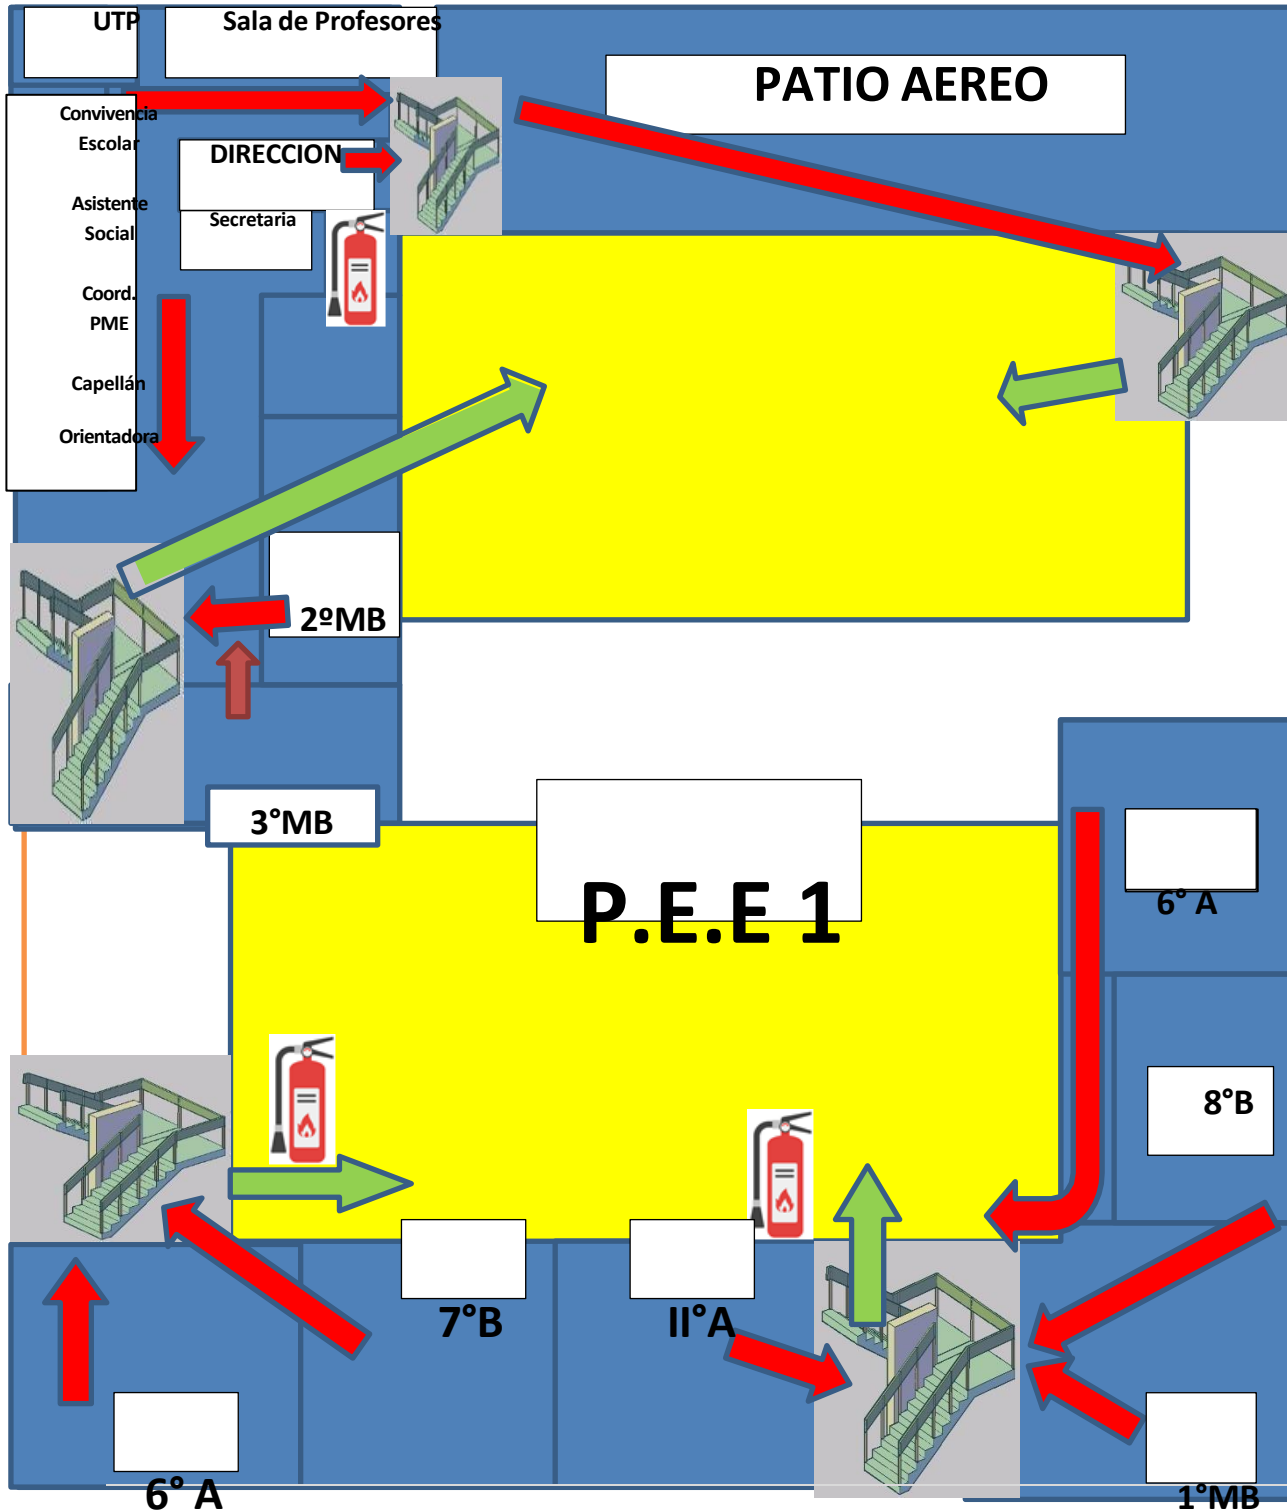 UTP
Sala de Profesores
PATIO AEREO
Convivencia
Escolar
DIRECCION
Asistente
Social
Secretaria
Coord.
PME
Capellán
Orientadora
2ºMB
3°MB
P.E.E 1
6° A
8°B
7°B
II°A
6° A
1°MB